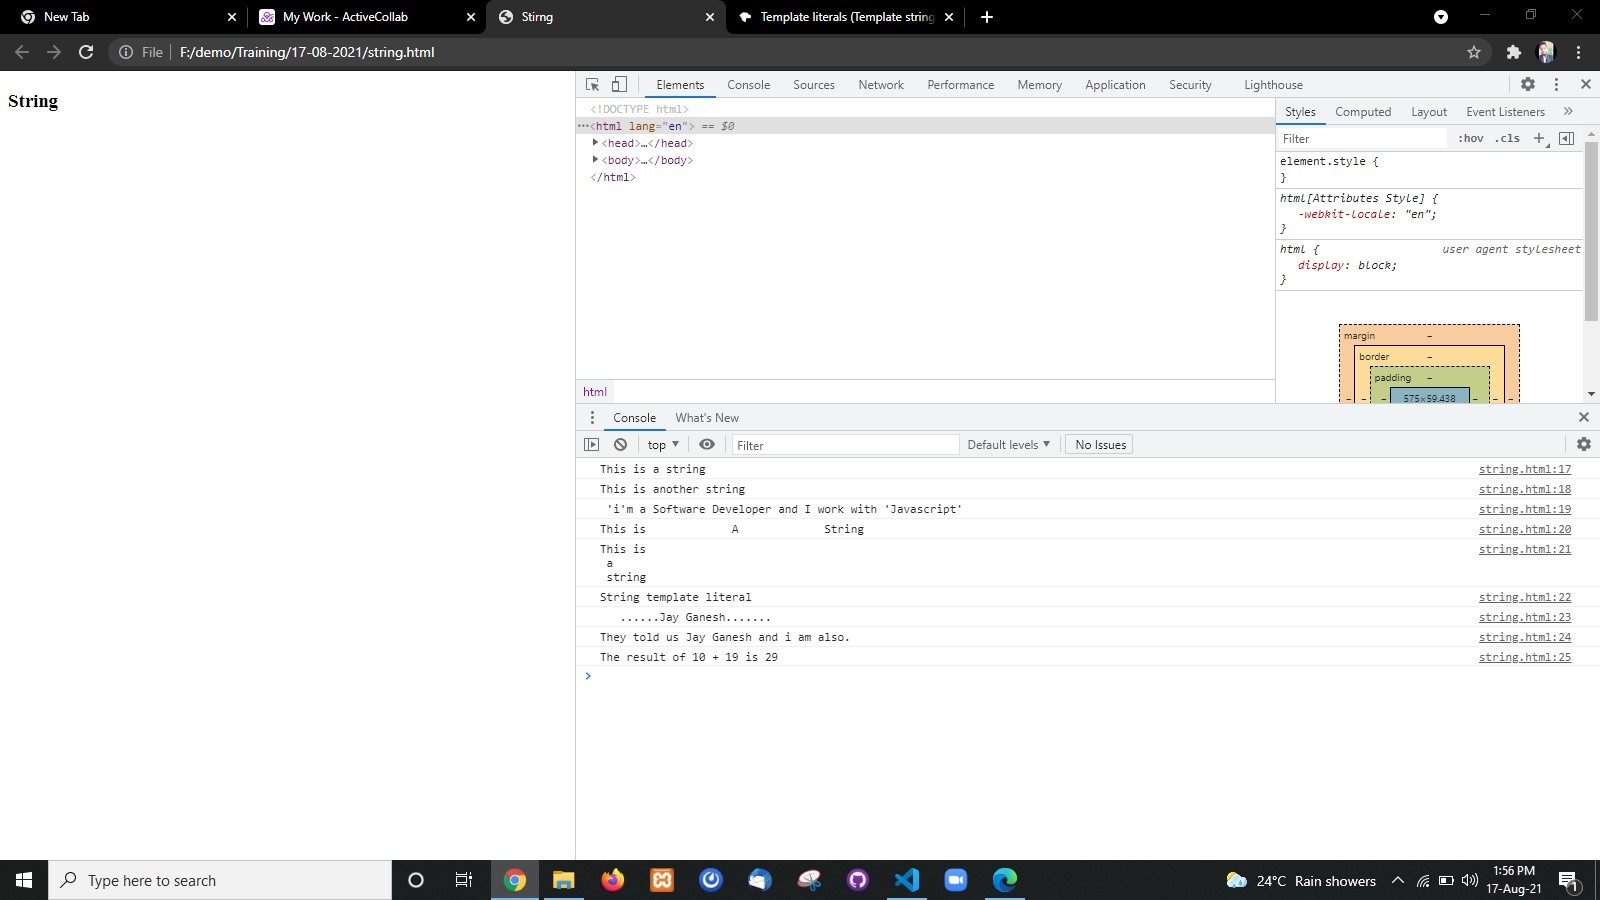 New Tab
My Work - ActiveCollab
Stirng
Template literals (Template string
File
F:/demo/Training/17-08-2021/string.html
String
Elements
Console
Sources
Network
Performance
Memory
Application
Security
Lighthouse
<!DOCTYPE html>
<html lang="en"> == $0
<head>…</head>
<body>…</body>
</html>
html
Styles
Computed
Layout
Event Listeners
Filter
:hov
.cls
element.style {
}
html[Attributes Style] {
-webkit-locale: "en";
}
html {
user agent stylesheet
display: block;
}
margin
–
border
–
padding
–
– – –
575×59.438
– – –
Console
What's New
top
Filter
Default levels
No Issues
This is a string string.html:17
This is another string string.html:18
'i'm a Software Developer and I work with 'Javascript' string.html:19
This is             A             String string.html:20
This is string.html:21
a
string
String template literal string.html:22
......Jay Ganesh....... string.html:23
They told us Jay Ganesh and i am also. string.html:24
The result of 10 + 19 is 29 string.html:25
Type here to search
24°C Rain showers
1:56 PM
17-Aug-21
1